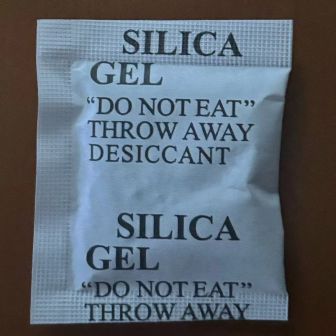 SILICA
GEL
“DO NOT EAT”
THROW AWAY
DESICCANT
SILICA
GEL
“DO NOT EAT”
THROW AWAY